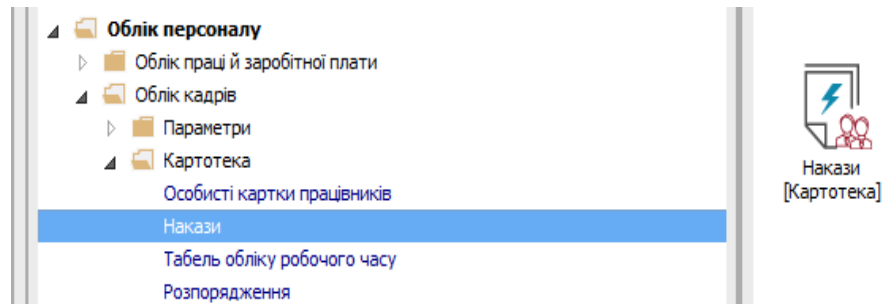 Облік персоналу
Облік праці й заробітної плати
Облік кадрів
Параметри
Картотека
Особисті картки працівників
Накази
Табель обліку робочого часу
Розпорядження
Накази
[Картотека]